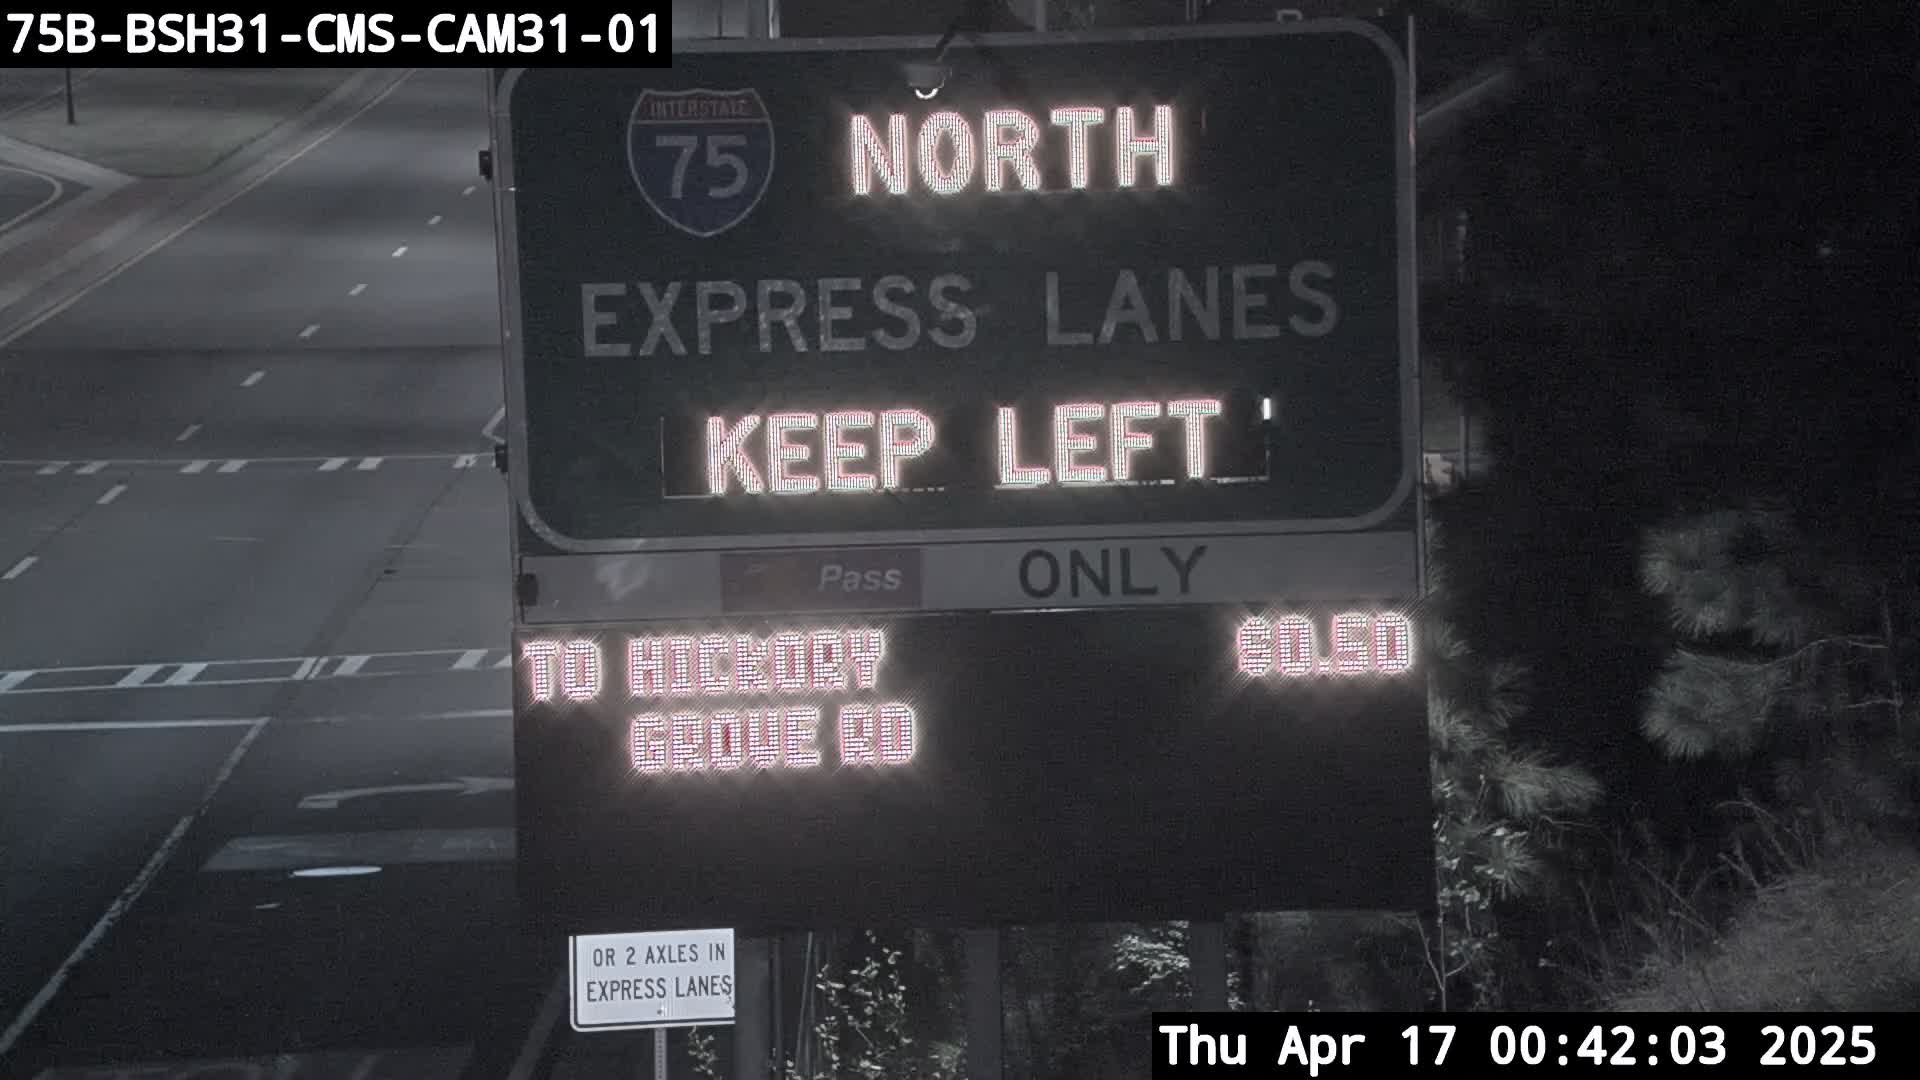 75B-BSH31-CMS-CAM31-01
INTERSTATE
75
NORTH
EXPRESS LANES
KEEP LEFT
Pass ONLY
TO HICKORY $0.50
GROVE RD
OR 2 AXLES IN
EXPRESS LANES
Thu Apr 17 00:42:03 2025